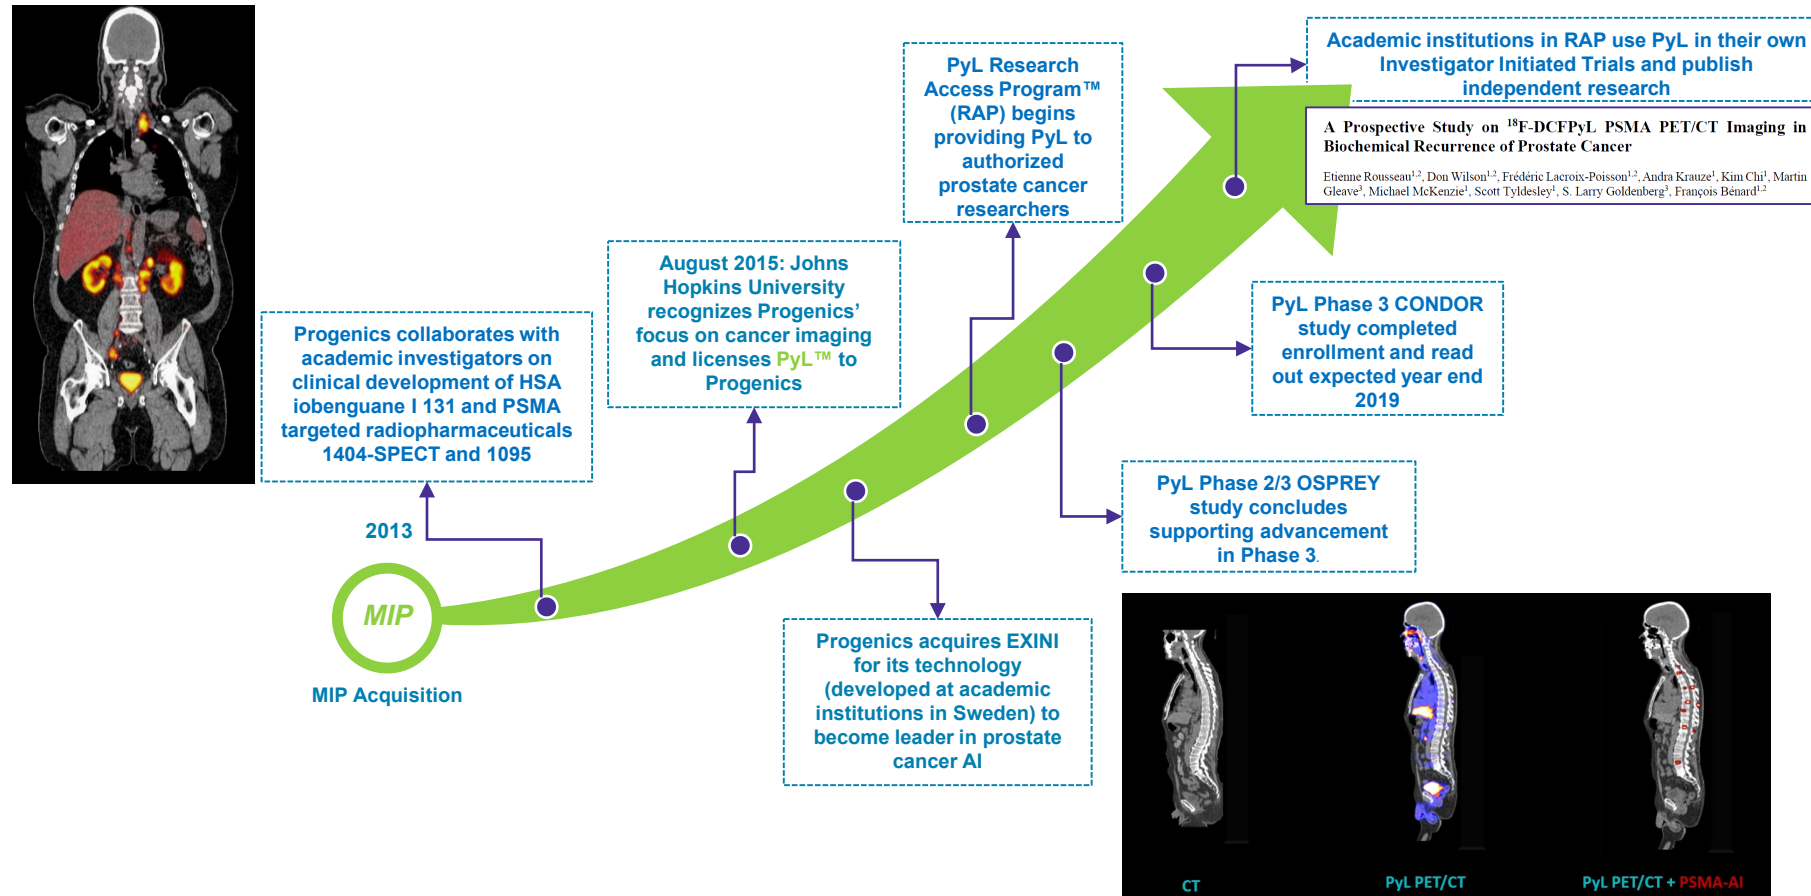 MIP
MIP Acquisition
2013
Progenics collaborates with
academic investigators on
clinical development of HSA
iobenguane I 131 and PSMA
targeted radiopharmaceuticals
1404-SPECT and 1095
August 2015: Johns
Hopkins University
recognizes Progenics’
focus on cancer imaging
and licenses PyL™ to
Progenics
Progenics acquires EXINI
for its technology
(developed at academic
institutions in Sweden) to
become leader in prostate
cancer AI
PyL Research
Access Program™
(RAP) begins
providing PyL to
authorized
prostate cancer
researchers
PyL Phase 2/3 OSPREY
study concludes
supporting advancement
in Phase 3.
PyL Phase 3 CONDOR
study completed
enrollment and read
out expected year end
2019
Academic institutions in RAP use PyL in their own
Investigator Initiated Trials and publish
independent research
A Prospective Study on ¹⁸F-DCFPyL PSMA PET/CT Imaging in
Biochemical Recurrence of Prostate Cancer
Etienne Rousseau¹,², Don Wilson¹,², Frédéric Lacroix-Poisson¹,², Andra Krauze¹, Kim Chi¹, Martin
Gleave³, Michael McKenzie¹, Scott Tyldesley¹, S. Larry Goldenberg³, François Bénard¹,²
CT
PyL PET/CT
PyL PET/CT + PSMA-AI